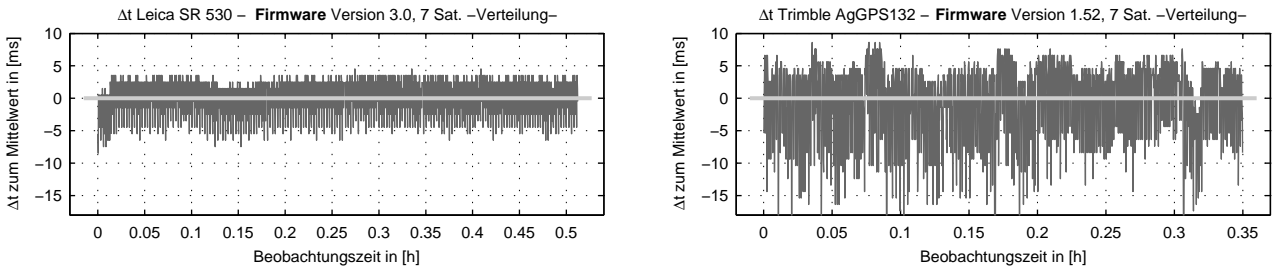 Δt Leica SR 530 – Firmware Version 3.0, 7 Sat. –Verteilung–
10
5
0
−5
−10
−15
Δt zum Mittelwert in [ms]
0 0.05 0.1 0.15 0.2 0.25 0.3 0.35 0.4 0.45 0.5
Beobachtungszeit in [h]
Δt Trimble AgGPS132 – Firmware Version 1.52, 7 Sat. –Verteilung–
10
5
0
−5
−10
−15
Δt zum Mittelwert in [ms]
0 0.05 0.1 0.15 0.2 0.25 0.3 0.35
Beobachtungszeit in [h]